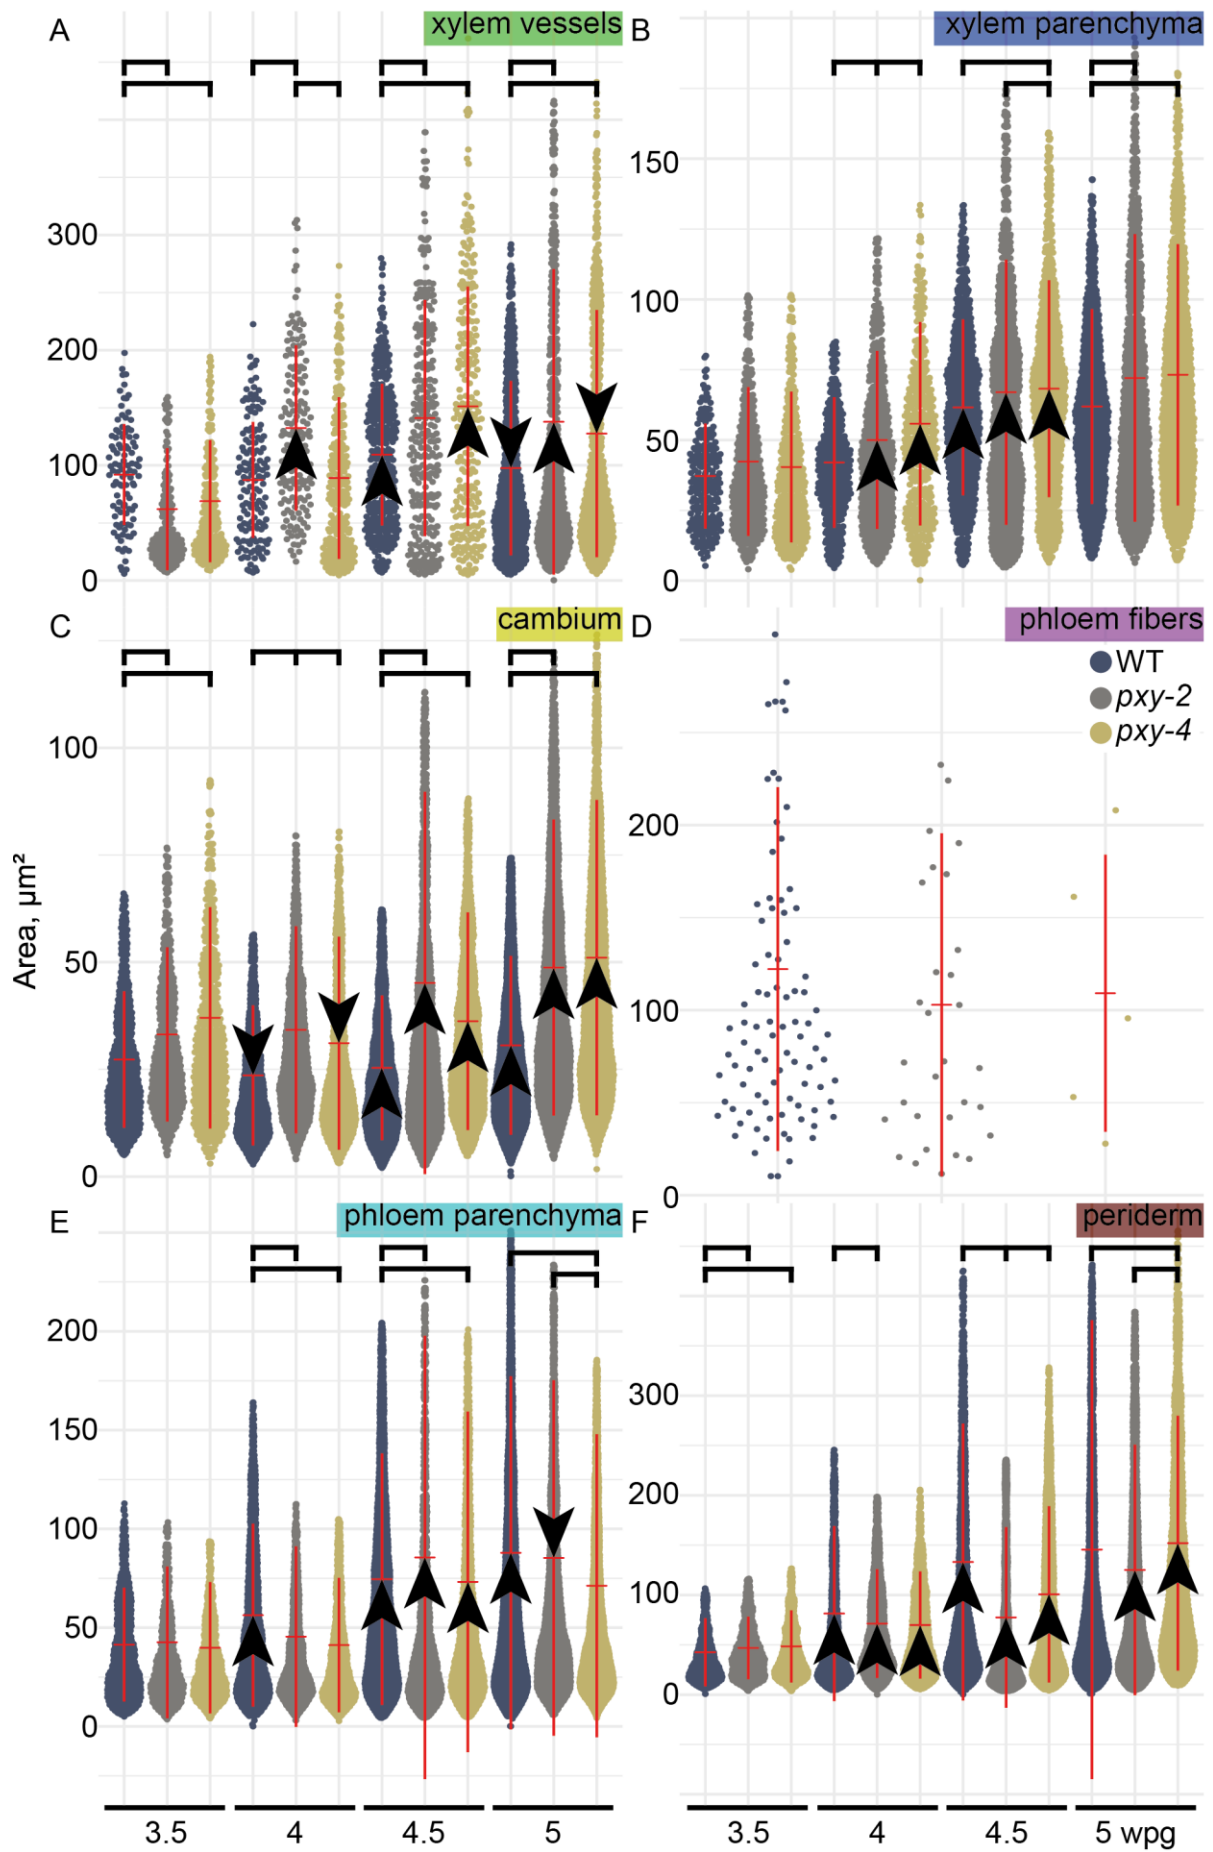 A
xylem vessels
300
200
100
0
B
xylem parenchyma
150
100
50
0
C
cambium
100
50
0
Area, µm²
D
phloem fibers
WT
pxy-2
pxy-4
200
100
0
E
phloem parenchyma
200
150
100
50
0
F
periderm
300
200
100
0
3.5 4 4.5 5
3.5 4 4.5 5 wpg